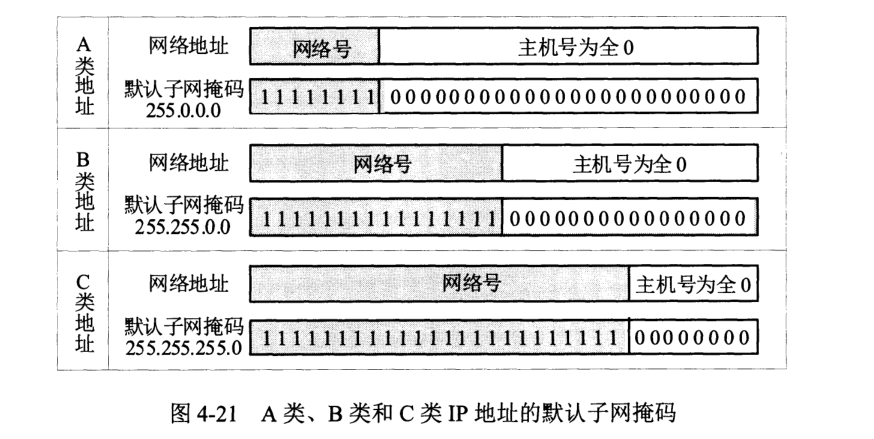 A类地址
网络地址 网络号 主机号为全0
默认子网掩码 255.0.0.0 11111111 000000000000000000000000
B类地址
网络地址 网络号 主机号为全0
默认子网掩码 255.255.0.0 1111111111111111 0000000000000000
C类地址
网络地址 网络号 主机号为全0
默认子网掩码 255.255.255.0 111111111111111111111111 00000000
图 4-21 A 类、B 类和 C 类 IP 地址的默认子网掩码